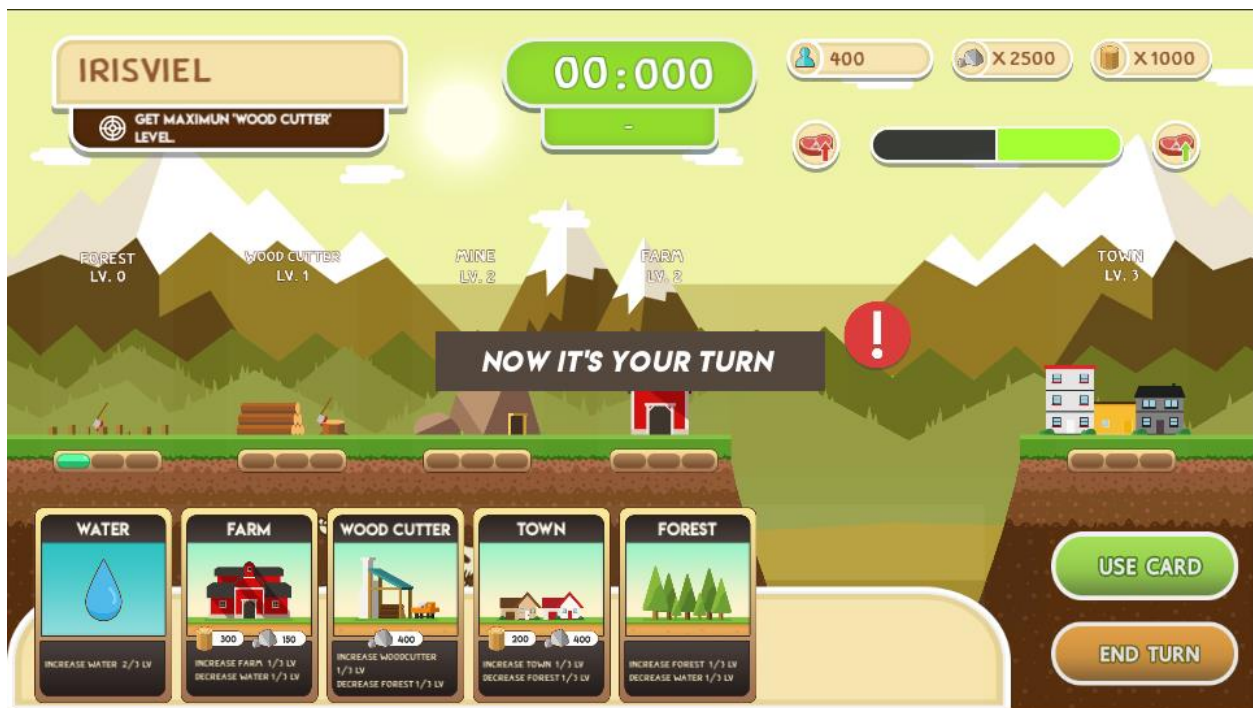 IRISVIEL
GET MAXIMUN 'WOOD CUTTER'
LEVEL.
00:000
-
400
X 2500
X 1000
FOREST
LV. 0
WOOD CUTTER
LV. 1
MINE
LV. 2
FARM
LV. 2
TOWN
LV. 3
NOW IT'S YOUR TURN
!
WATER
INCREASE WATER 2/3 LV
FARM
300 150
INCREASE FARM 1/3 LV
DECREASE WATER 1/3 LV
WOOD CUTTER
400
INCREASE WOODCUTTER
1/3 LV
DECREASE FOREST 1/3 LV
TOWN
200 400
INCREASE TOWN 1/3 LV
DECREASE FOREST 1/3 LV
FOREST
INCREASE FOREST 1/3 LV
DECREASE WATER 1/3 LV
USE CARD
END TURN